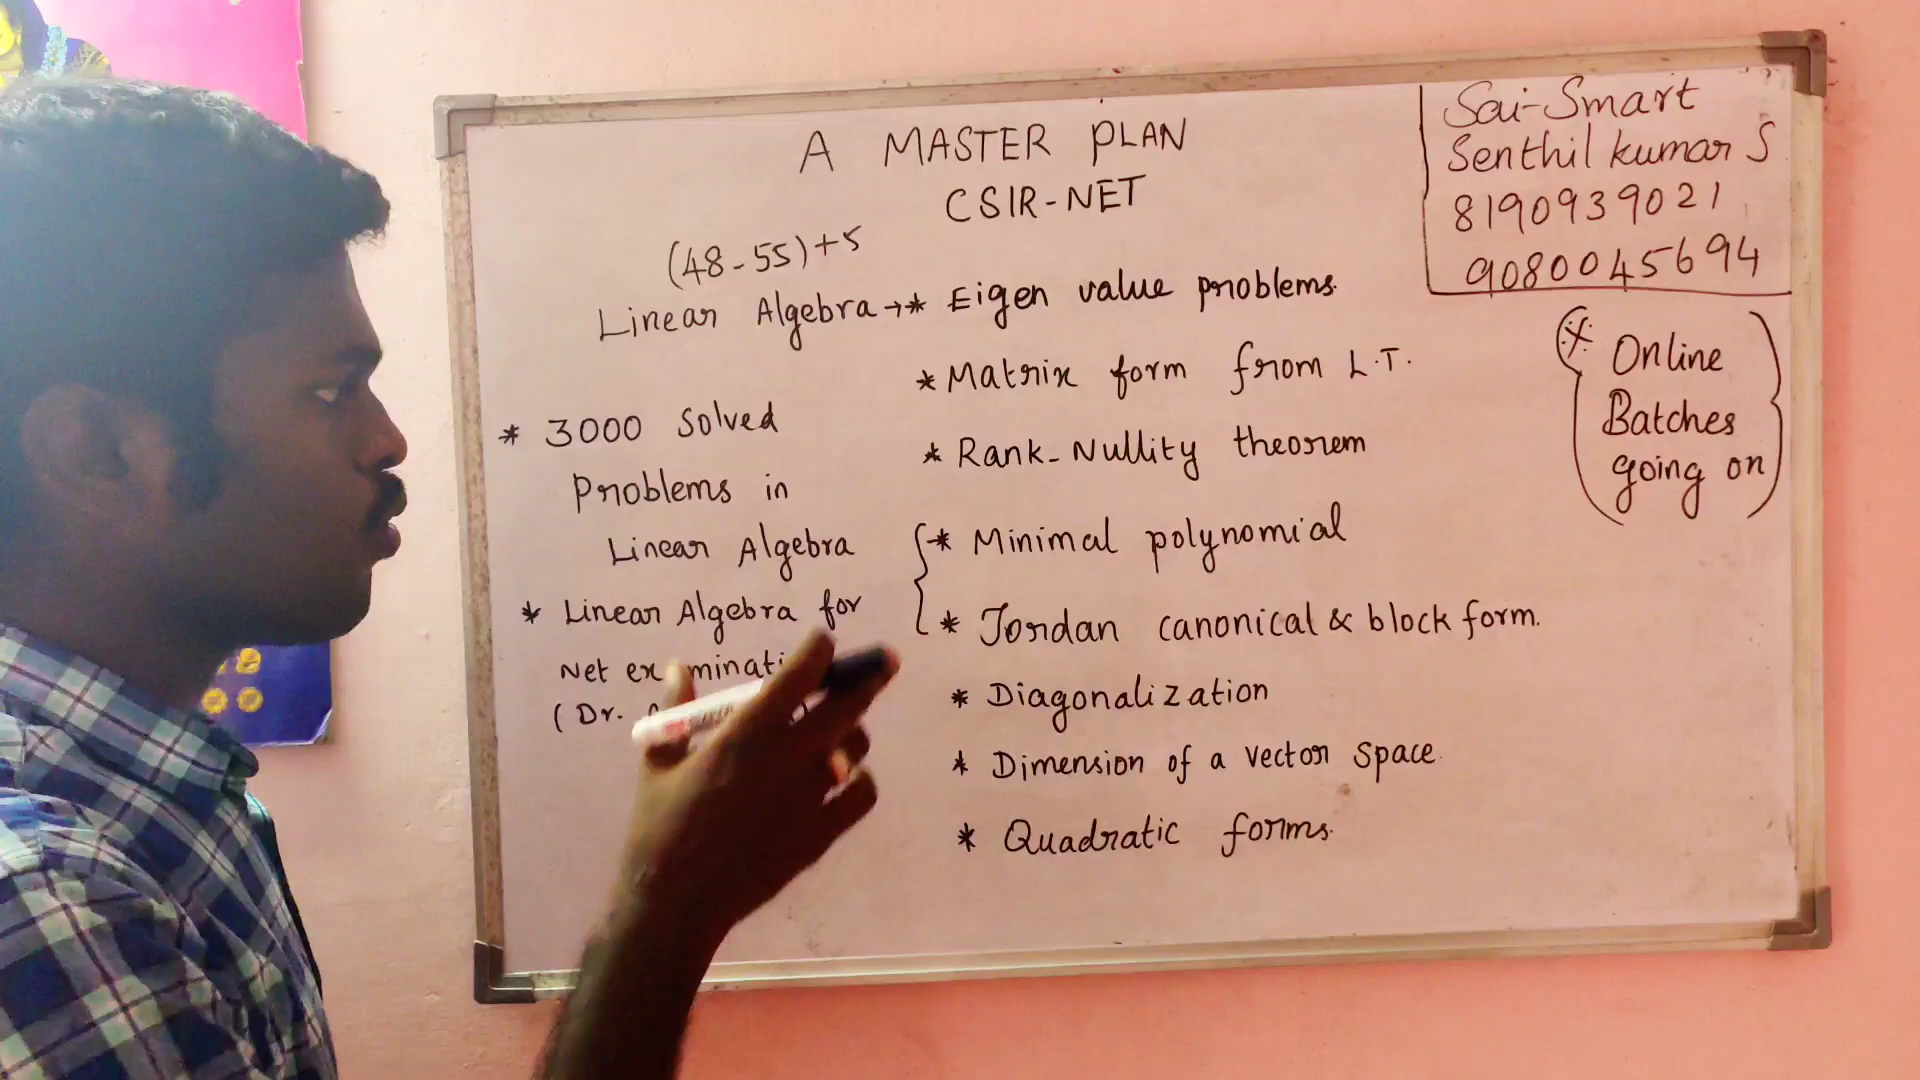 A MASTER PLAN
CSIR-NET
Sai-Smart
Senthil kumar S
8190939021
9080045694
(48-55)+5
Linear Algebra →* Eigen value problems.
* Matrix form from L.T.
* Rank-Nullity theorem
* Minimal polynomial
* Jordan canonical & block form.
* Diagonalization
* Dimension of a vector space.
* Quadratic forms.
* 3000 Solved
Problems in
Linear Algebra
* Linear Algebra for
Net
(Dr.
* Online
Batches
going on